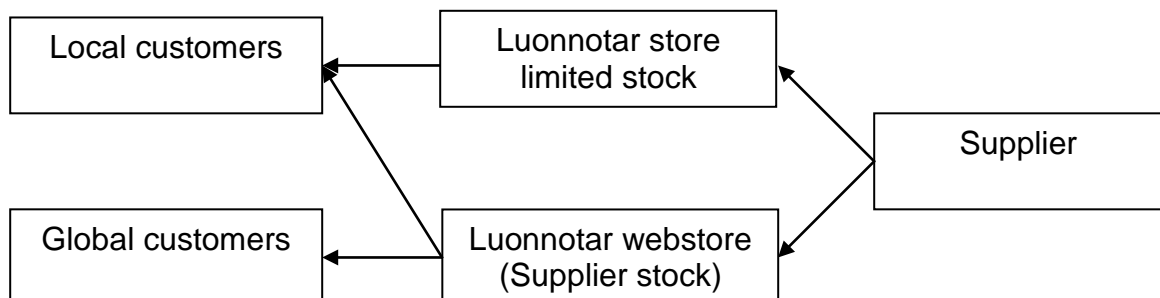 Local customers
Luonnotar store
limited stock
Supplier
Global customers
Luonnotar webstore
(Supplier stock)